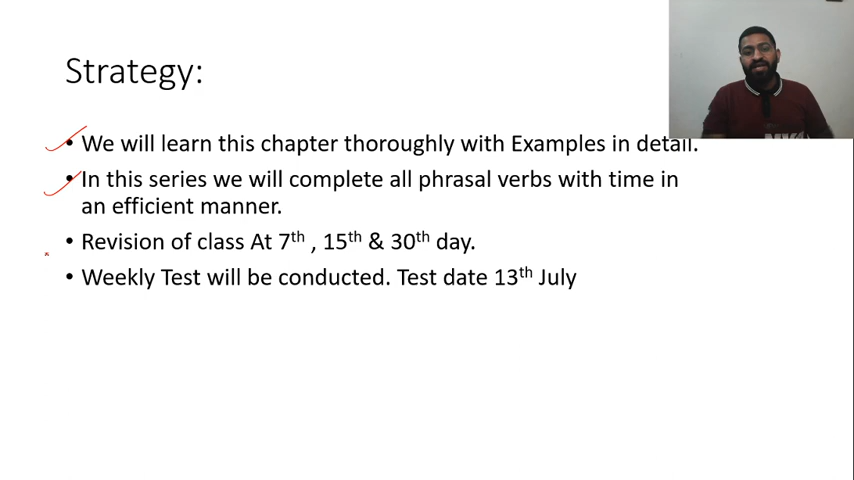 Strategy:
• We will learn this chapter thoroughly with Examples in detail.
• In this series we will complete all phrasal verbs with time in
an efficient manner.
• Revision of class At 7th , 15th & 30th day.
• Weekly Test will be conducted. Test date 13th July